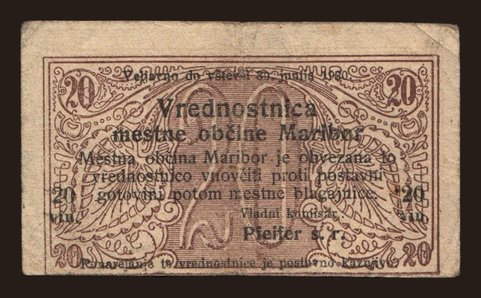 20 20
Veljavno do vštevši 30. junija 1920.
Vrednostnica
mestne občine Maribor
Mestna občina Maribor je obvezana to
vrednostnico vnovčiti proti postavni
gotovini potom mestne blagajnice.
20 vin. 20 vin.
20
Vladni komisar:
Pfeifer s. r.
20 20
Ponarejanje te vrednostnice je postavno kaznjivo.